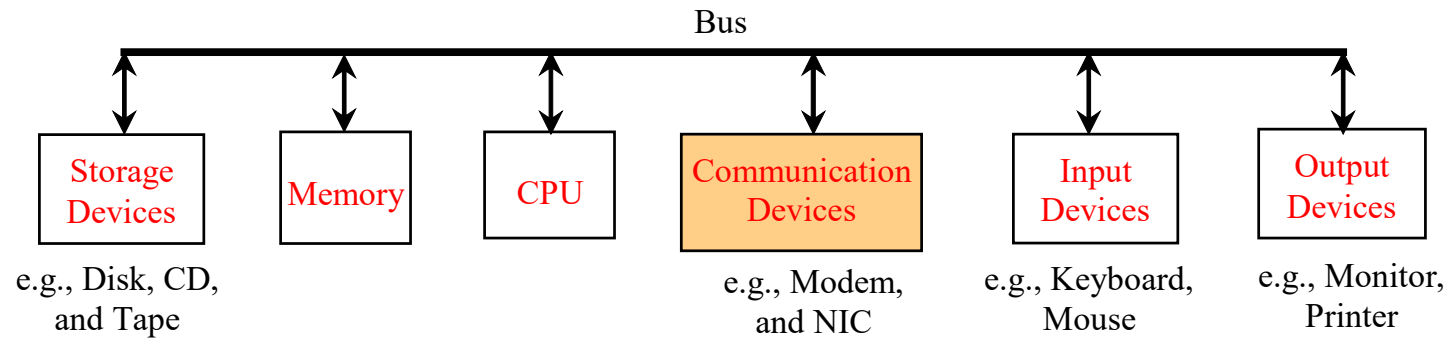 Bus
Storage
Devices
Memory
CPU
Communication
Devices
Input
Devices
Output
Devices
e.g., Disk, CD,
and Tape
e.g., Modem,
and NIC
e.g., Keyboard,
Mouse
e.g., Monitor,
Printer